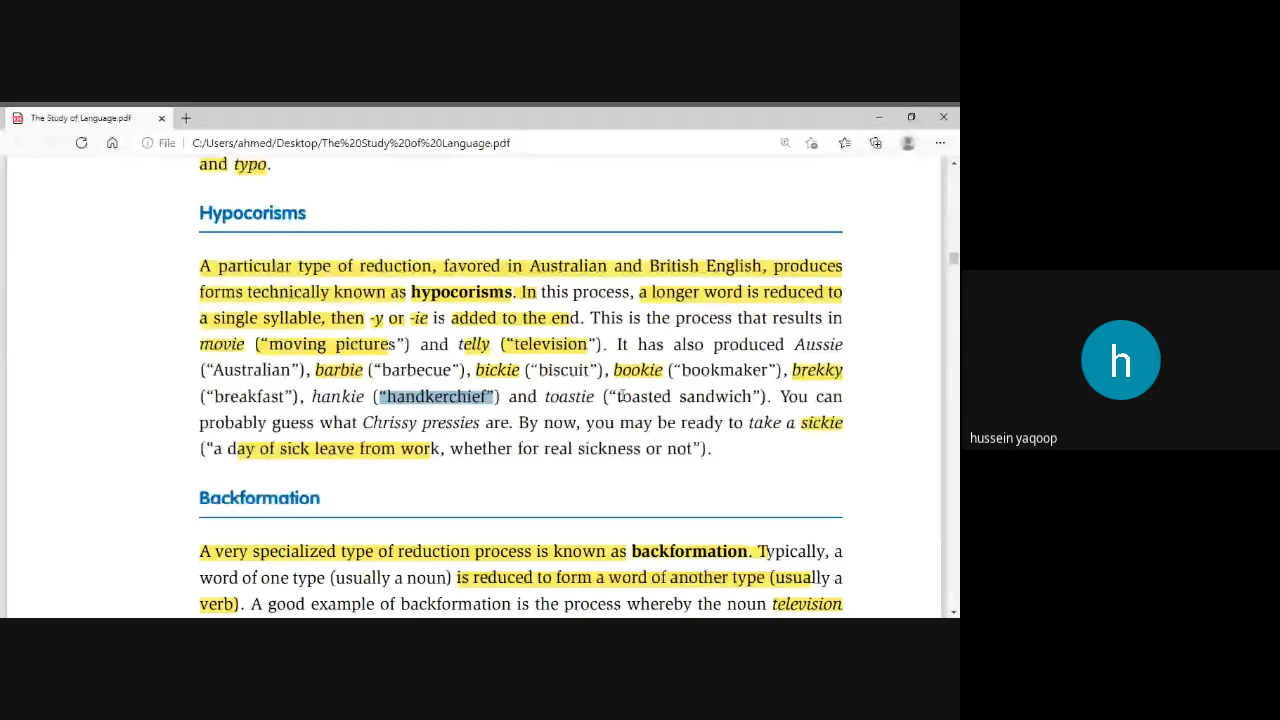 The Study of Language.pdf
File
C:/Users/ahmed/Desktop/The%20Study%20of%20Language.pdf
and typo.
Hypocorisms
A particular type of reduction, favored in Australian and British English, produces
forms technically known as hypocorisms. In this process, a longer word is reduced to
a single syllable, then -y or -ie is added to the end. This is the process that results in
movie (“moving pictures”) and telly (“television”). It has also produced Aussie
(“Australian”), barbie (“barbecue”), bickie (“biscuit”), bookie (“bookmaker”), brekky
(“breakfast”), hankie (“handkerchief”) and toastie (“toasted sandwich”). You can
probably guess what Chrissy pressies are. By now, you may be ready to take a sickie
(“a day of sick leave from work, whether for real sickness or not”).
Backformation
A very specialized type of reduction process is known as backformation. Typically, a
word of one type (usually a noun) is reduced to form a word of another type (usually a
verb). A good example of backformation is the process whereby the noun television
h
hussein yaqoop